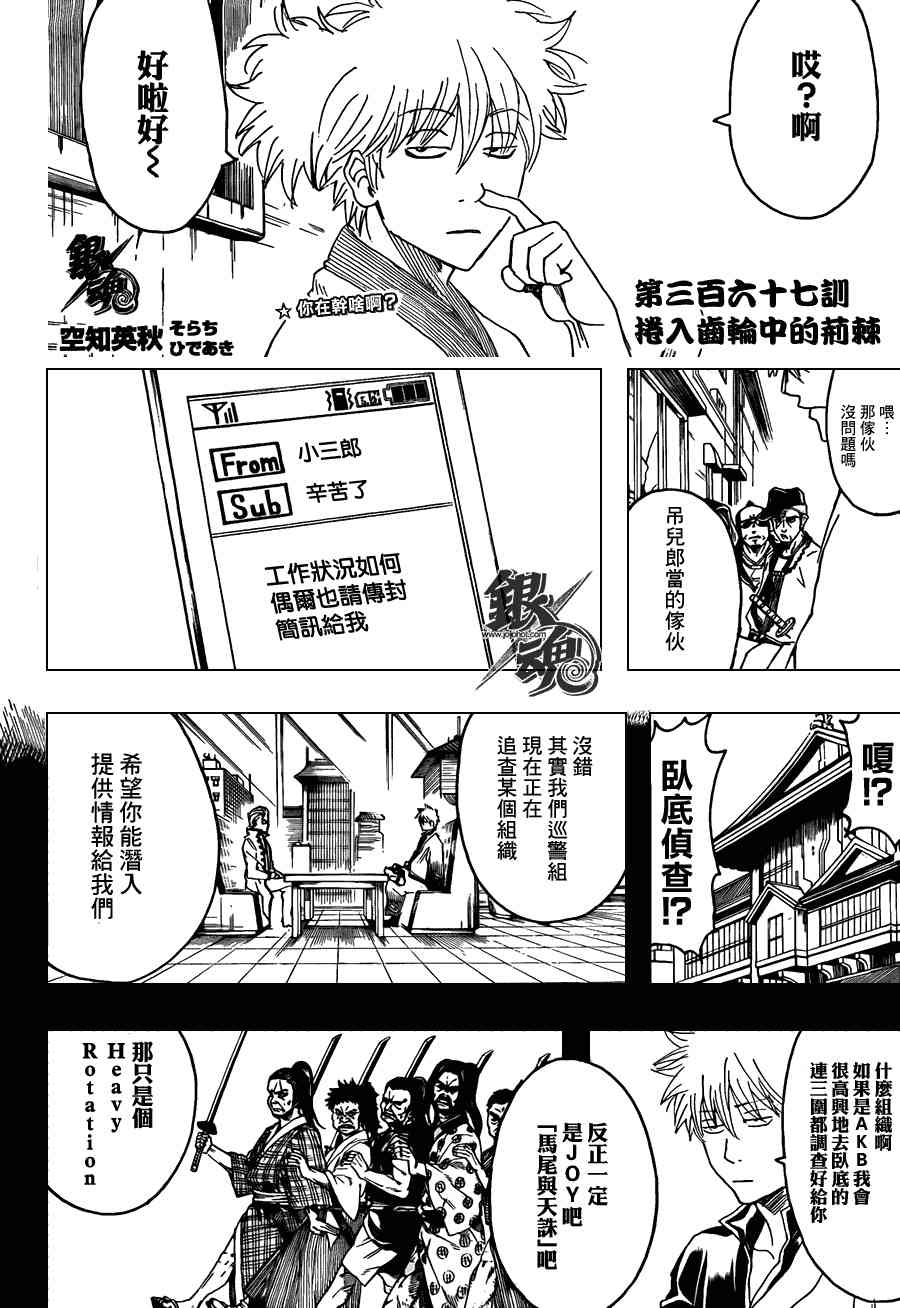 哎？啊
好啦好～
銀魂
空知英秋
そらち
ひであき
☆你在幹啥啊？
第三百六十七訓
捲入齒輪中的荊棘
喂…
那傢伙
沒問題嗎
吊兒郎當的傢伙
From 小三郎
Sub 辛苦了
工作狀況如何
偶爾也請傳封
簡訊給我
銀魂
www.jojohot.com
嗄!?
臥底偵查!?
沒錯
其實我們巡警組
現在正在
追查某個組織
希望你能潛入
提供情報給我們
什麼組織啊
如果是AKB我會
很高興地去臥底的
連三圍都調查好給你
反正一定
是JOY吧
「馬尾與天誅」吧
那只是個
Heavy
Rotation